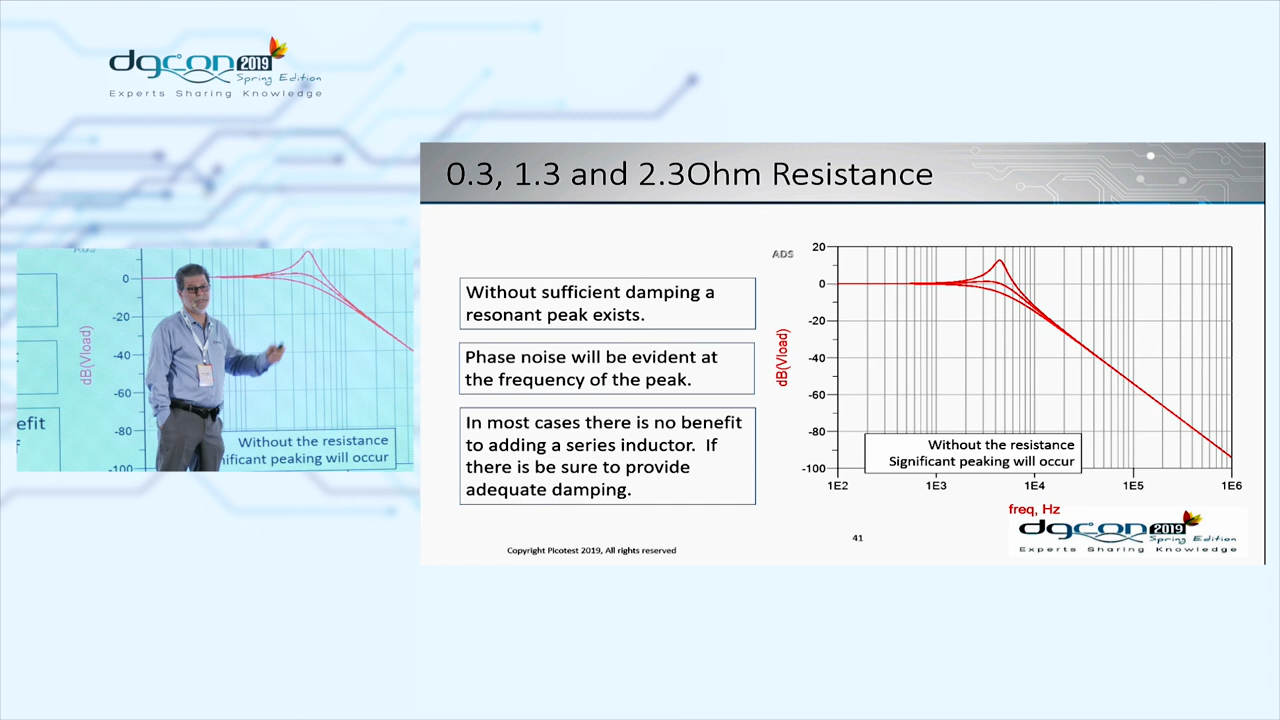 dgcon 2019
Spring Edition
Experts Sharing Knowledge
0.3, 1.3 and 2.3Ohm Resistance
Without sufficient damping a
resonant peak exists.
Phase noise will be evident at
the frequency of the peak.
In most cases there is no benefit
to adding a series inductor. If
there is be sure to provide
adequate damping.
ADS
20
0
-20
-40
-60
-80
-100
dB(Vload)
Without the resistance
Significant peaking will occur
1E2 1E3 1E4 1E5 1E6
freq, Hz
dgcon 2019
Spring Edition
Experts Sharing Knowledge
41
Copyright Picotest 2019, All rights reserved
ADS
0
-20
-40
-60
-80
-100
dB(Vload)
efit
Without the resistance
nificant peaking will occur